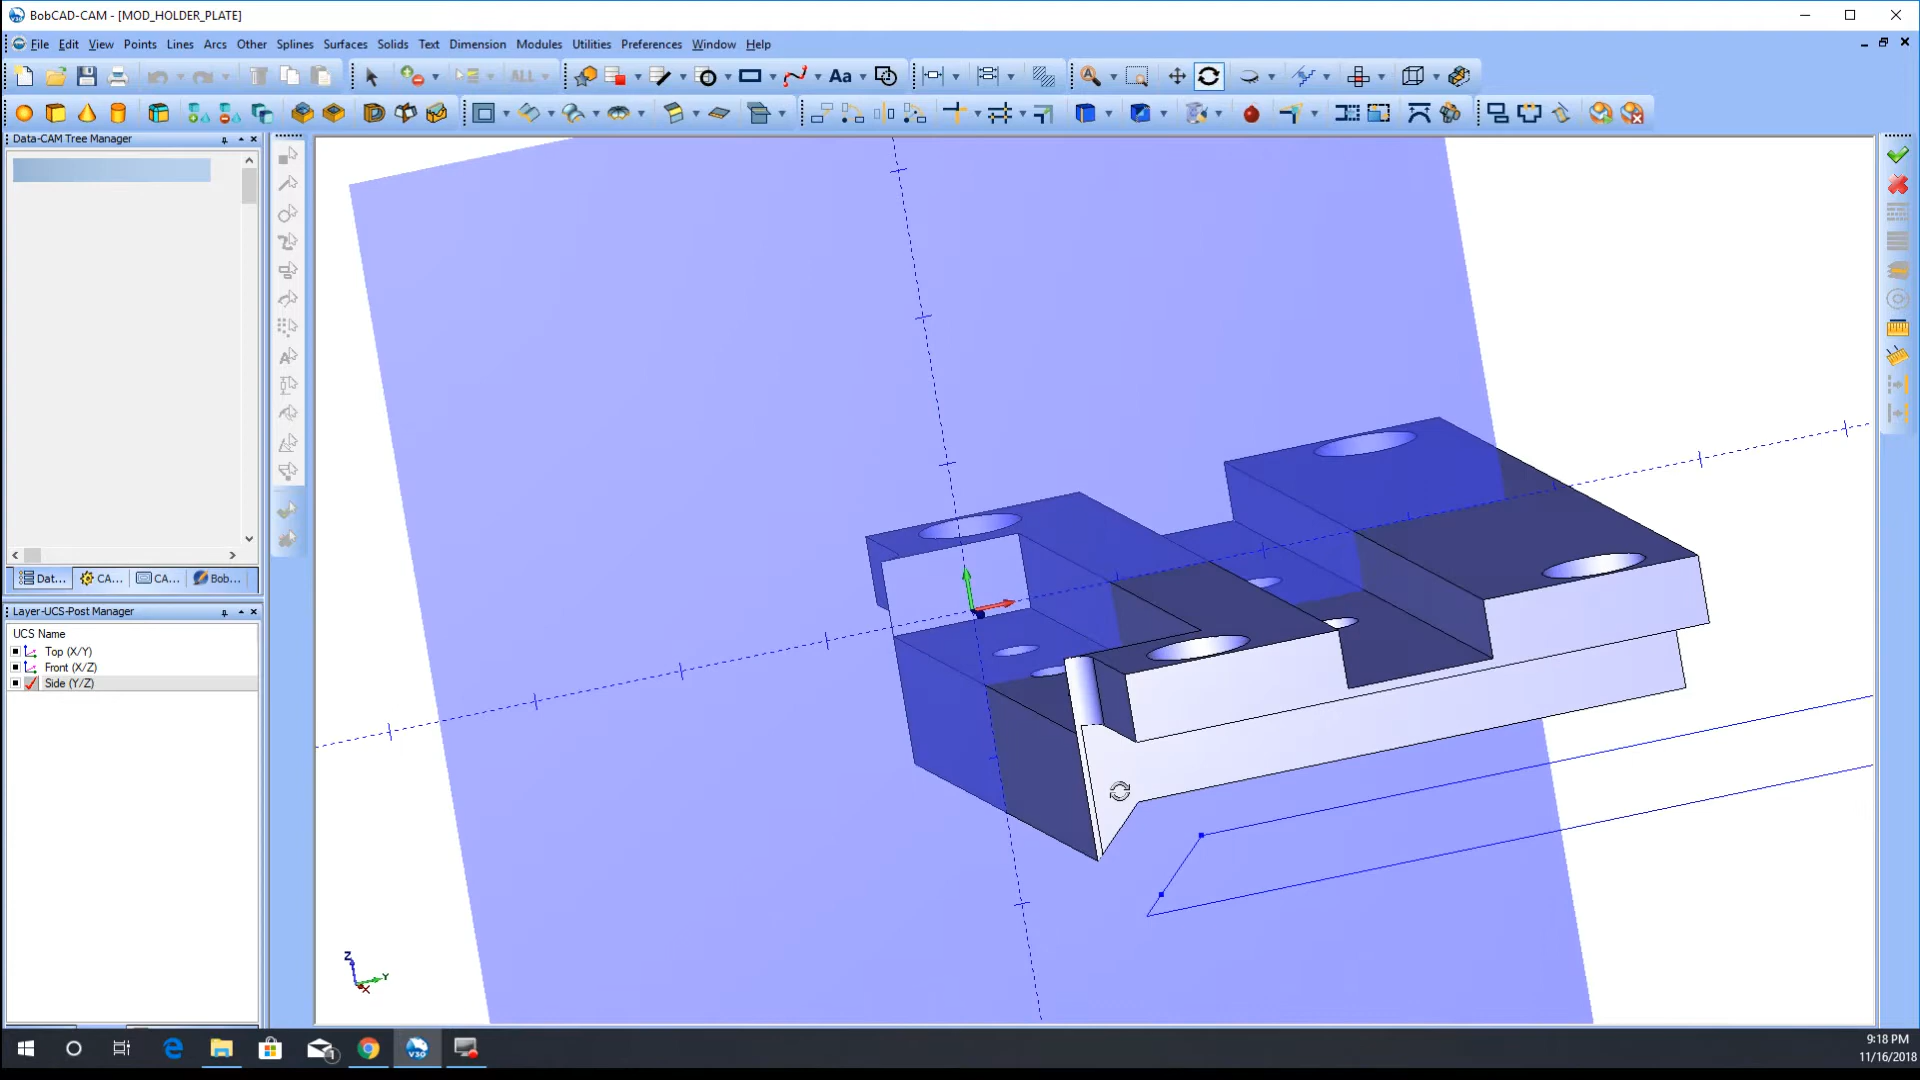 BobCAD-CAM - [MOD_HOLDER_PLATE]
File Edit View Points Lines Arcs Other Splines Surfaces Solids Text Dimension Modules Utilities Preferences Window Help
ALL
Aa
Data-CAM Tree Manager
Dat... CA... CA... Bob...
Layer-UCS-Post Manager
UCS Name
Top (X/Y)
Front (X/Z)
Side (Y/Z)
Z
Y
X
1
V30
9:18 PM
11/16/2018